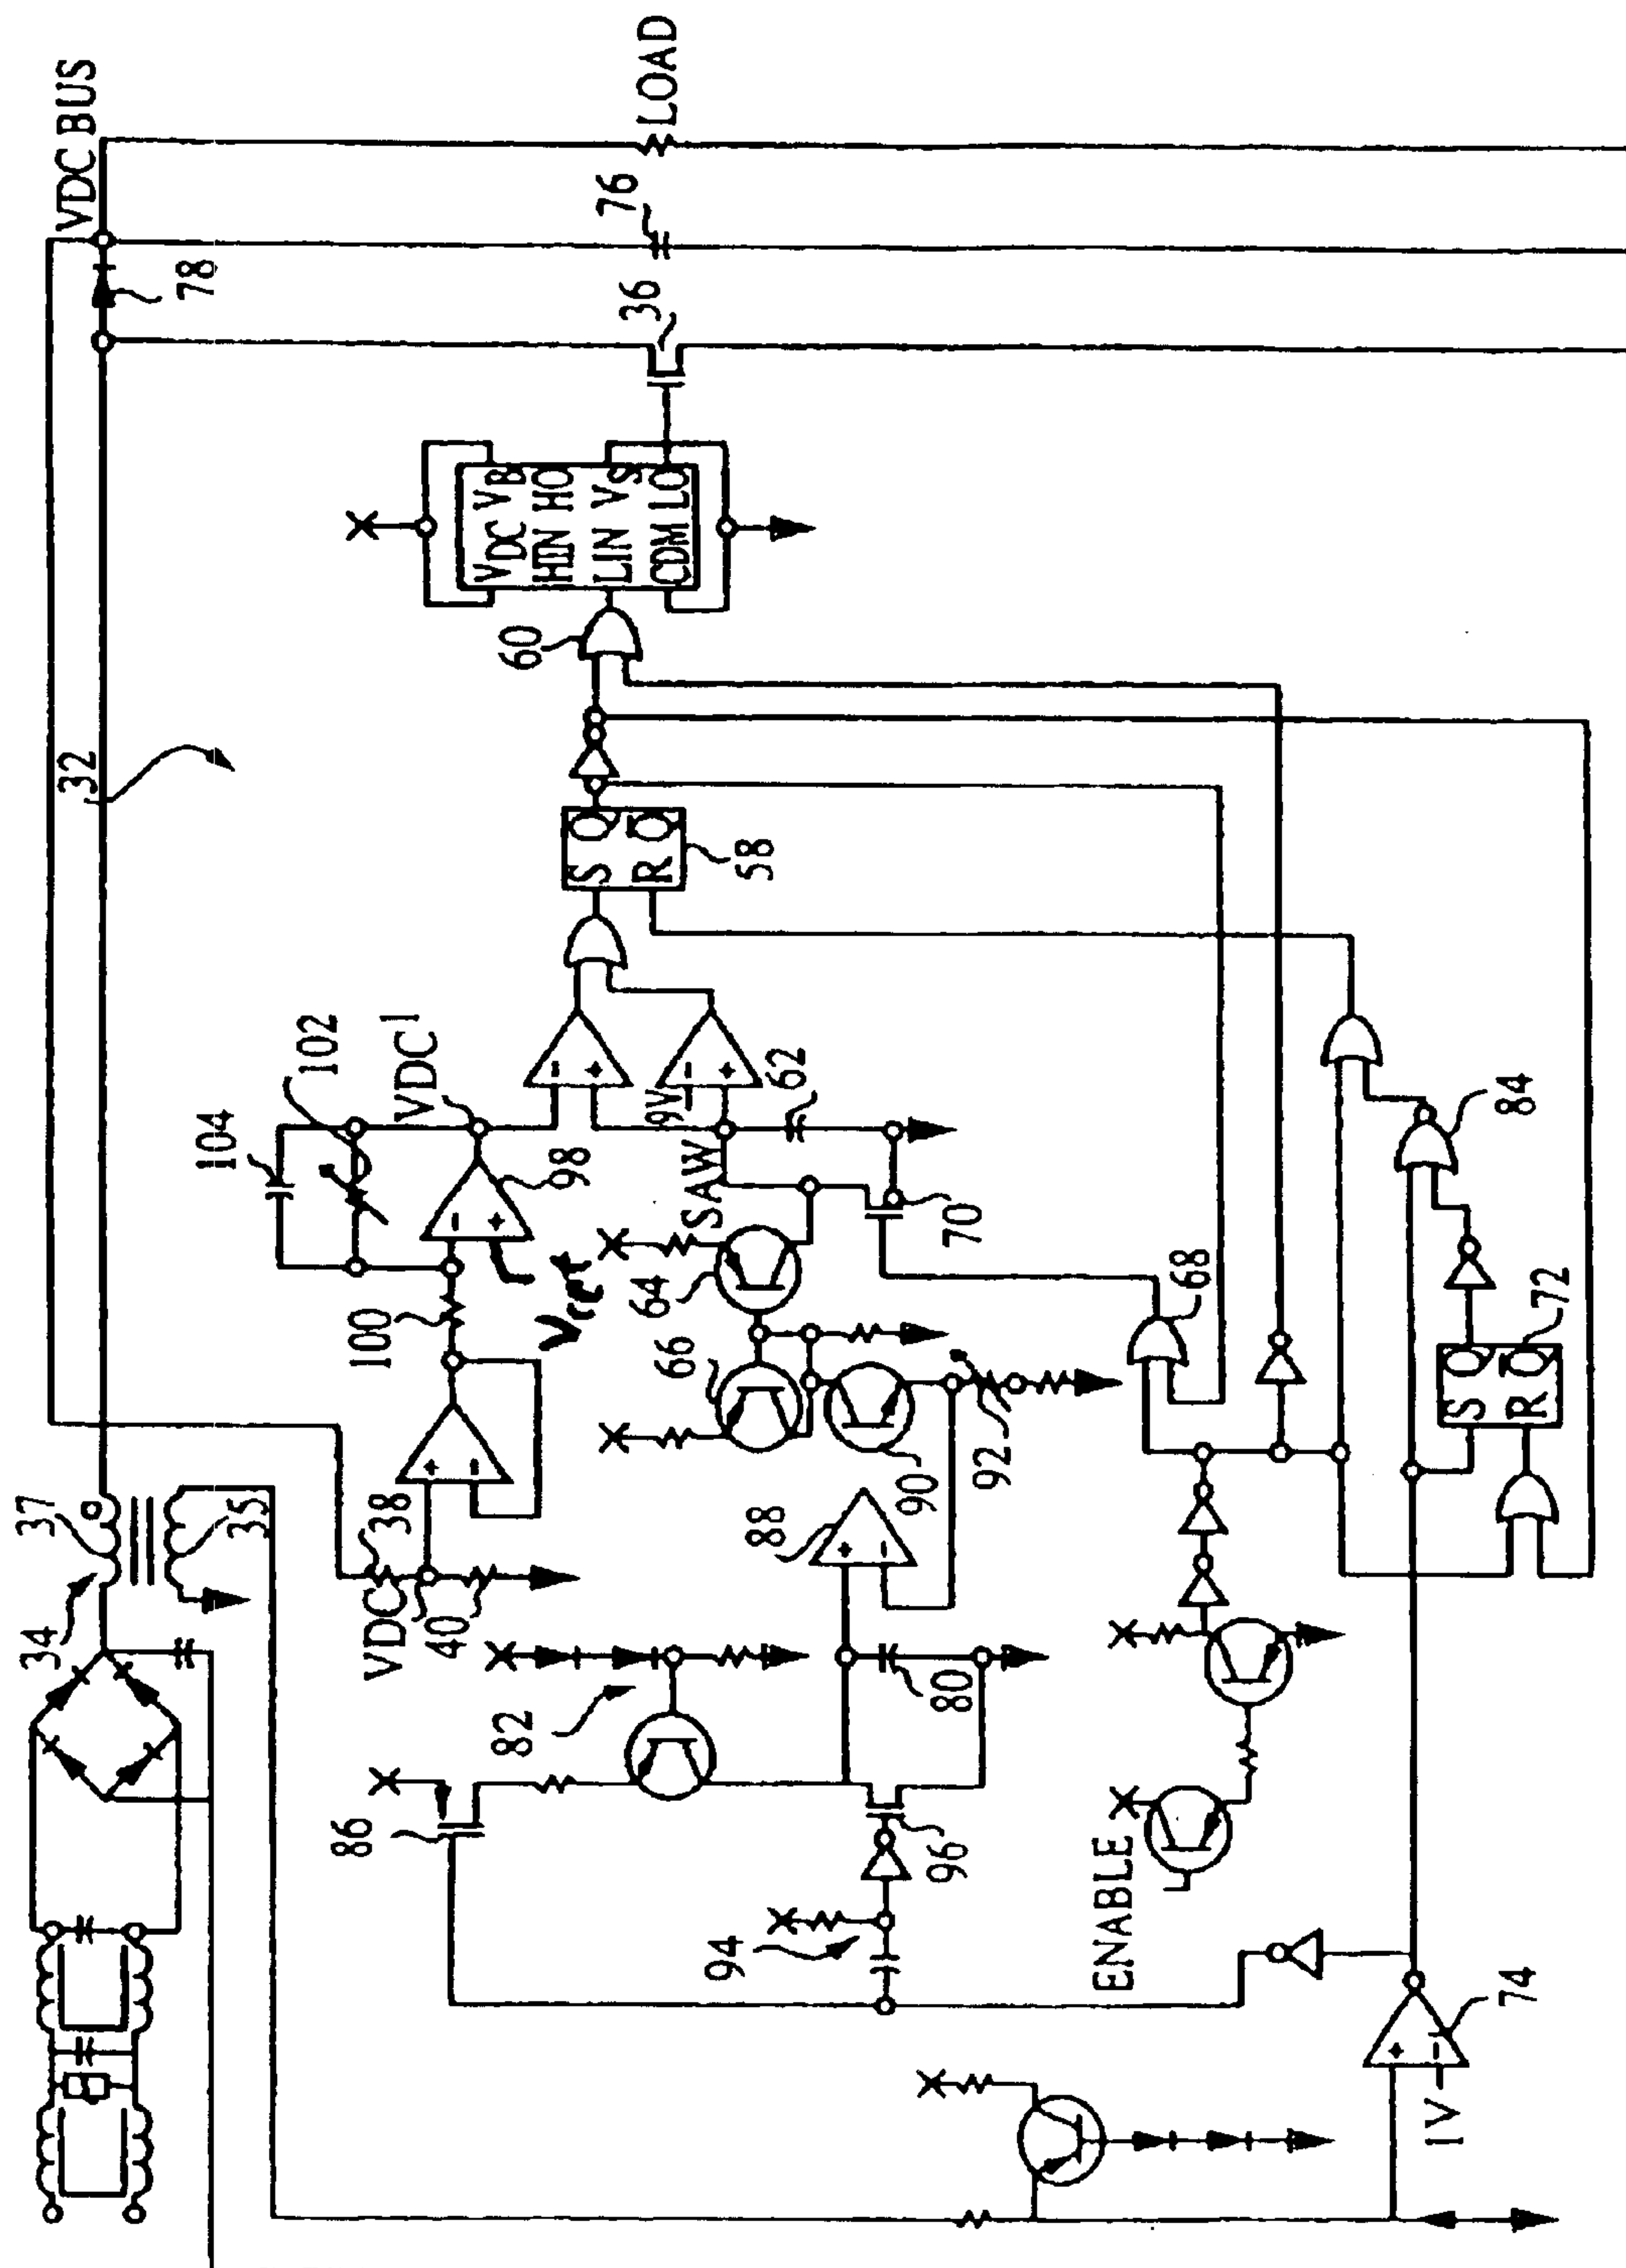 VDC BUS
LOAD
76
78
36
32
VDC VB
HIN HO
LIN VS
COM LO
60
S Q
R Q
58
102
VDC1
104
98
9V
62
SAW
70
64
100
Vref
66
68
84
72
S Q
R Q
92
90
88
37
35
34
38
VDC
40
82
80
86
96
94
ENABLE
74
1V